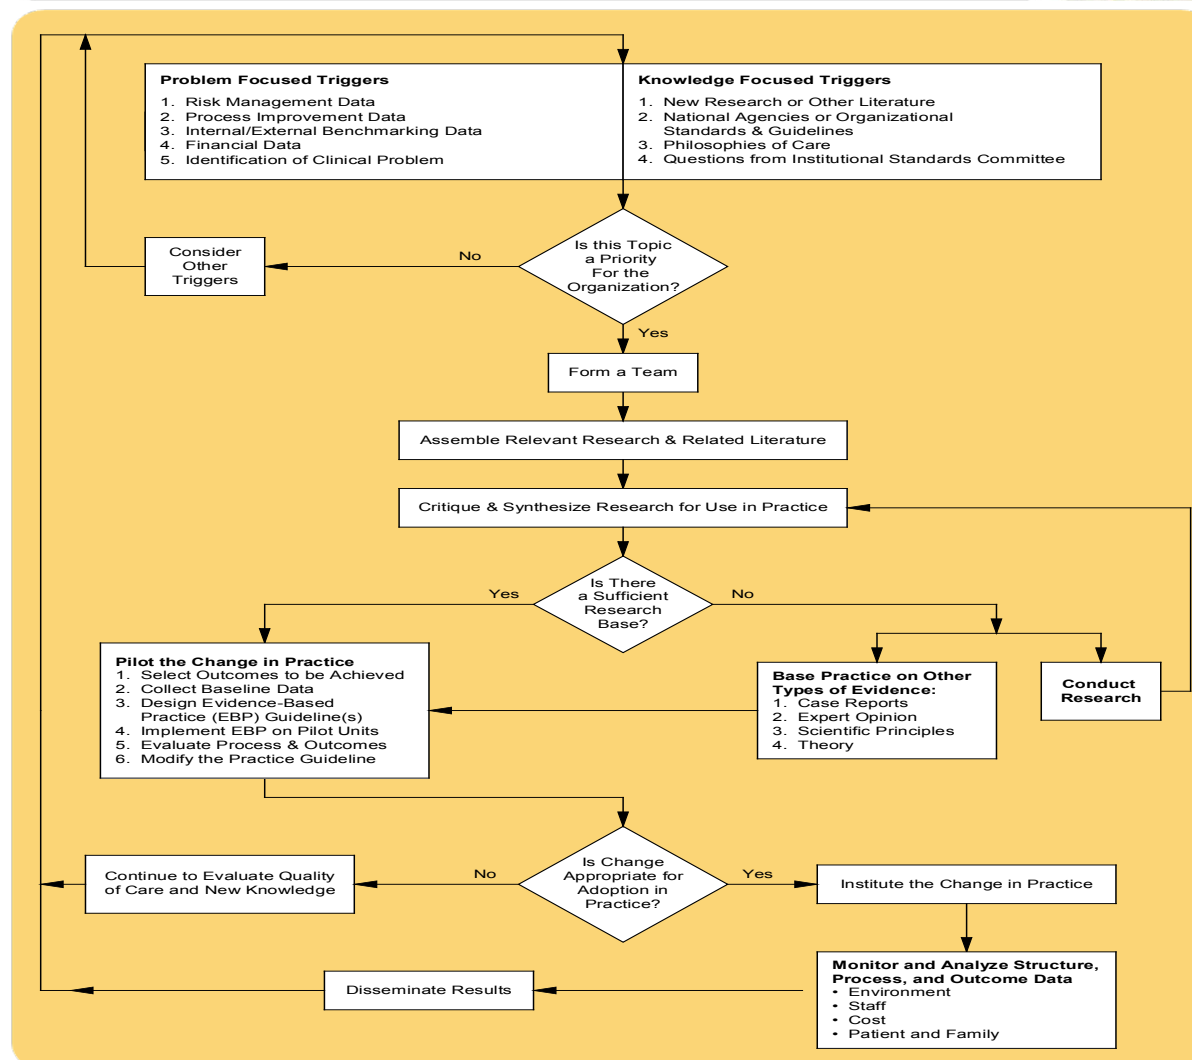 Problem Focused Triggers
1. Risk Management Data
2. Process Improvement Data
3. Internal/External Benchmarking Data
4. Financial Data
5. Identification of Clinical Problem
Knowledge Focused Triggers
1. New Research or Other Literature
2. National Agencies or Organizational
Standards & Guidelines
3. Philosophies of Care
4. Questions from Institutional Standards Committee
Is this Topic
a Priority
For the
Organization?
No
Consider
Other
Triggers
Yes
Form a Team
Assemble Relevant Research & Related Literature
Critique & Synthesize Research for Use in Practice
Is There
a Sufficient
Research
Base?
Yes
No
Pilot the Change in Practice
1. Select Outcomes to be Achieved
2. Collect Baseline Data
3. Design Evidence-Based
Practice (EBP) Guideline(s)
4. Implement EBP on Pilot Units
5. Evaluate Process & Outcomes
6. Modify the Practice Guideline
Base Practice on Other
Types of Evidence:
1. Case Reports
2. Expert Opinion
3. Scientific Principles
4. Theory
Conduct
Research
Is Change
Appropriate for
Adoption in
Practice?
No
Yes
Continue to Evaluate Quality
of Care and New Knowledge
Institute the Change in Practice
Monitor and Analyze Structure,
Process, and Outcome Data
• Environment
• Staff
• Cost
• Patient and Family
Disseminate Results